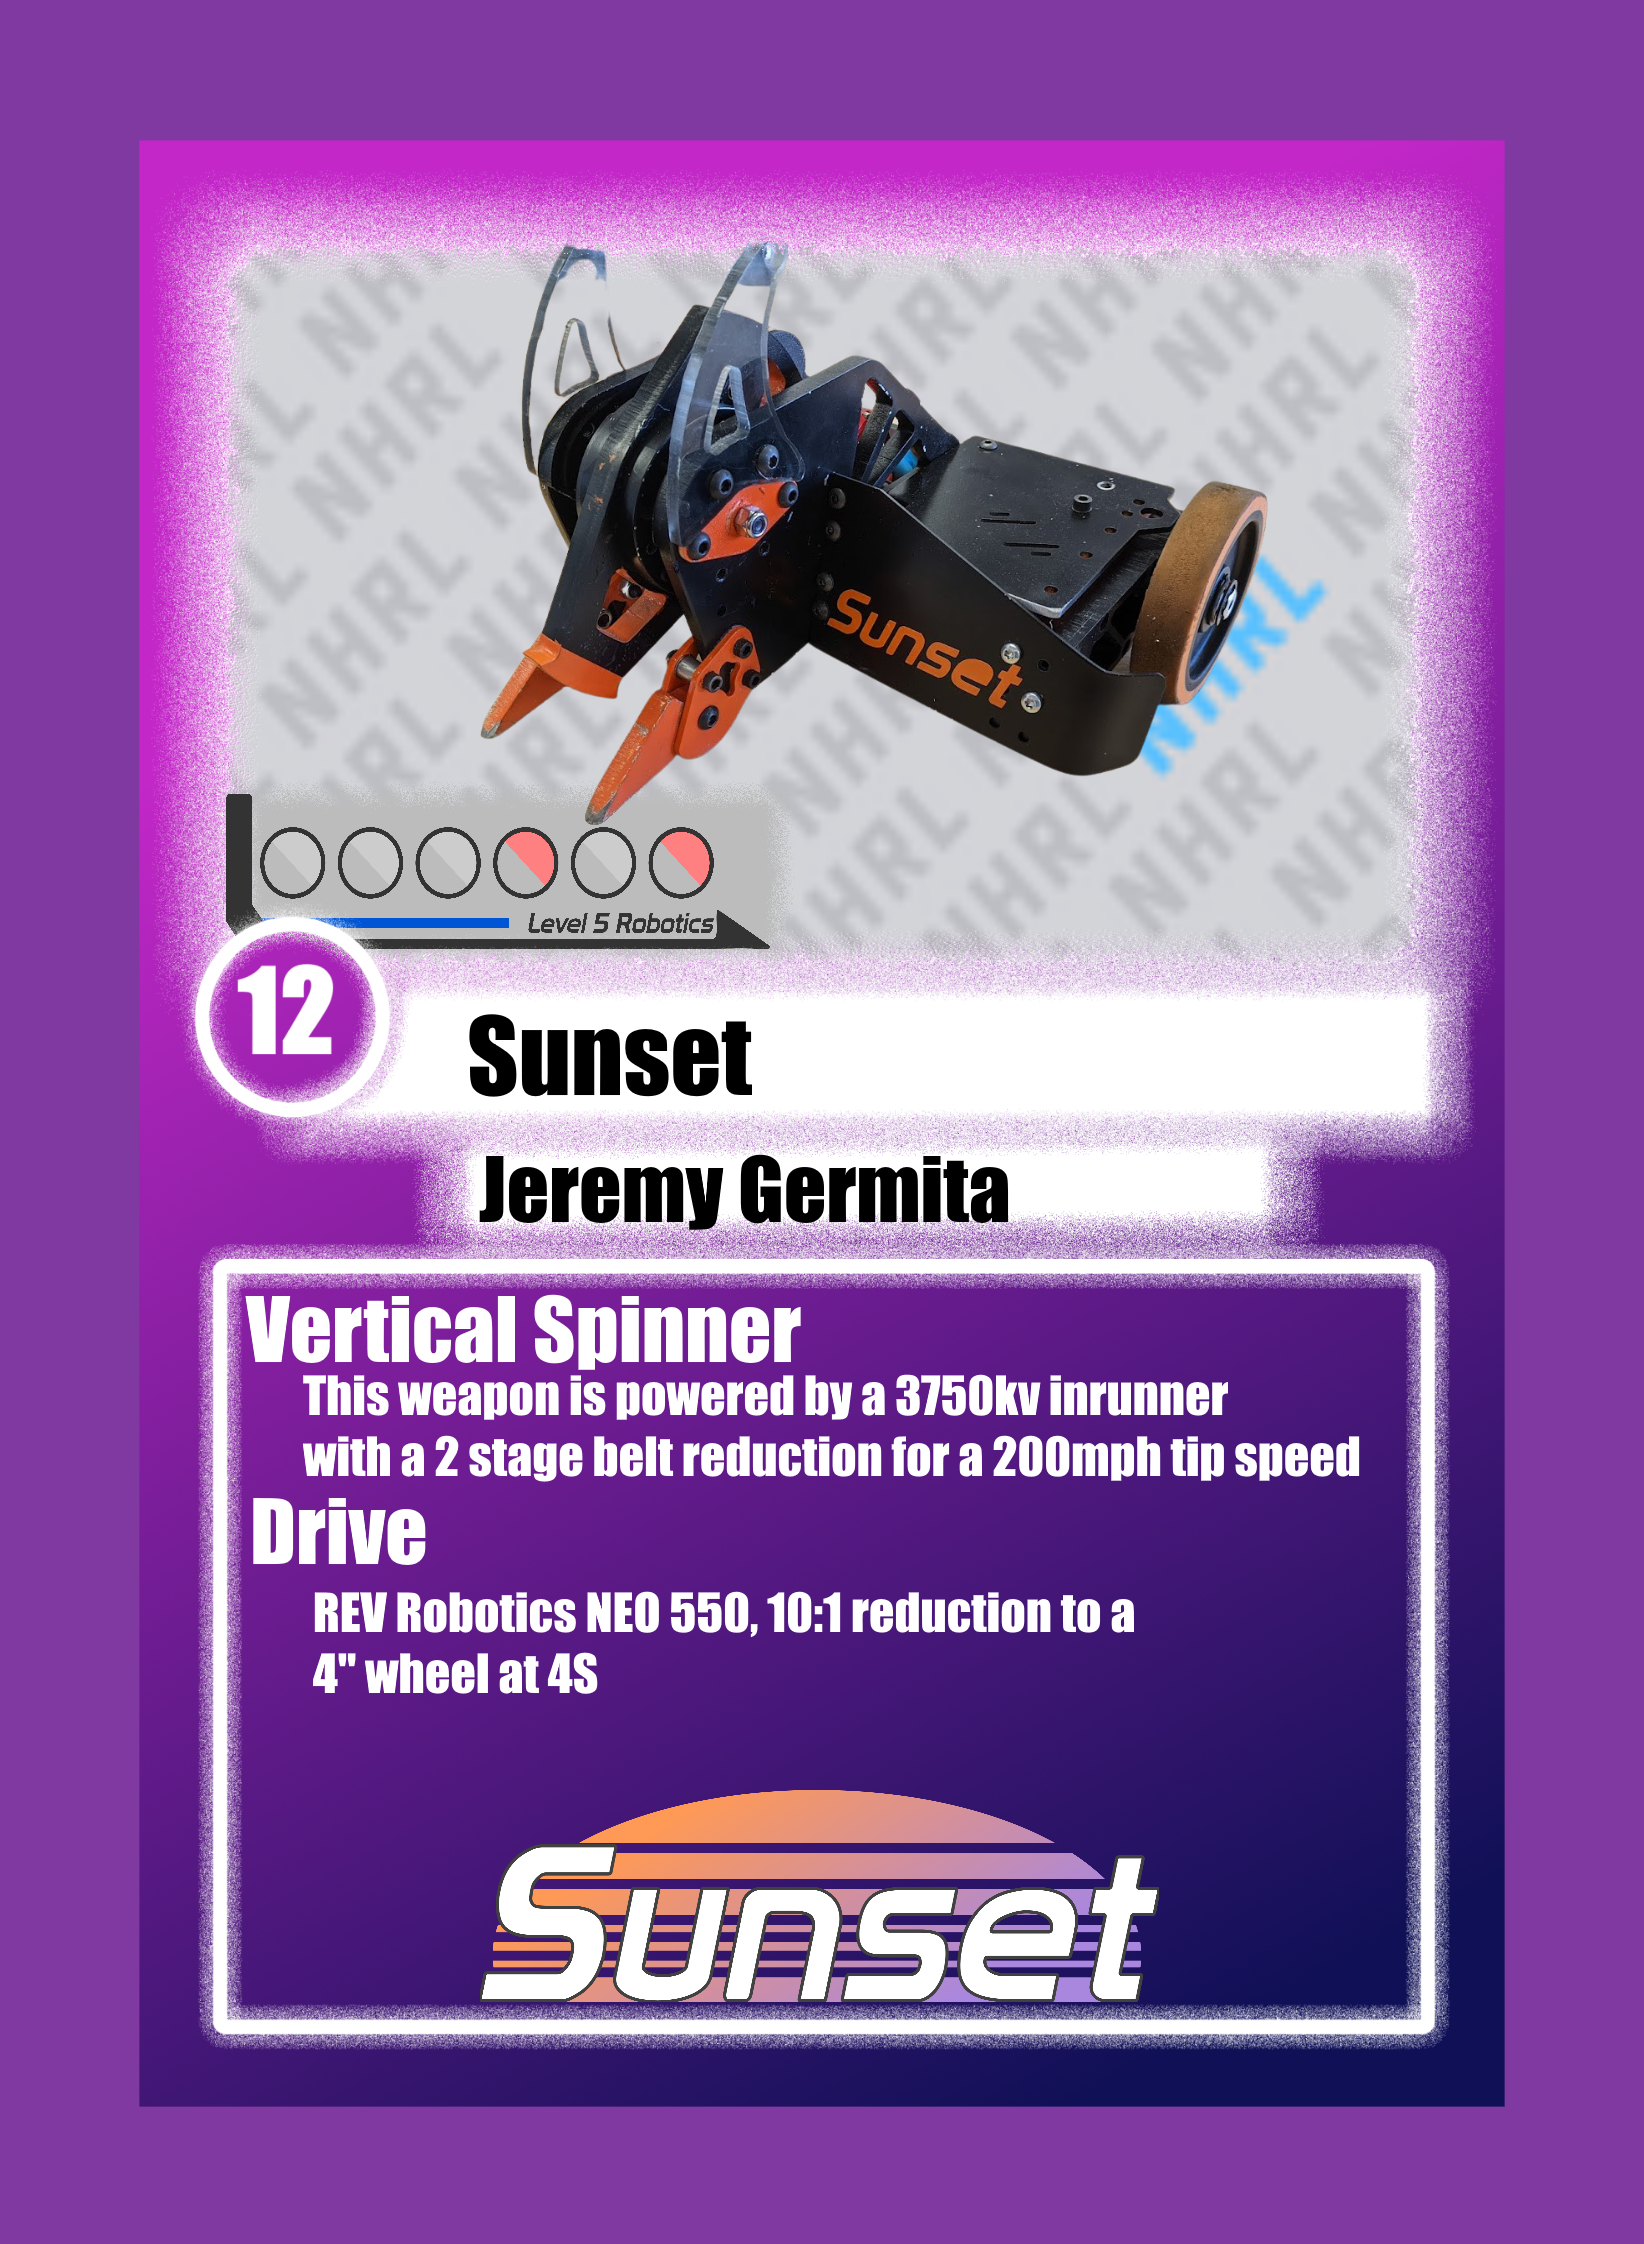 NHRL
Sunset
Level 5 Robotics
12
Sunset
Jeremy Germita
Vertical Spinner
This weapon is powered by a 3750kv inrunner
with a 2 stage belt reduction for a 200mph tip speed
Drive
REV Robotics NEO 550, 10:1 reduction to a
4" wheel at 4S
Sunset